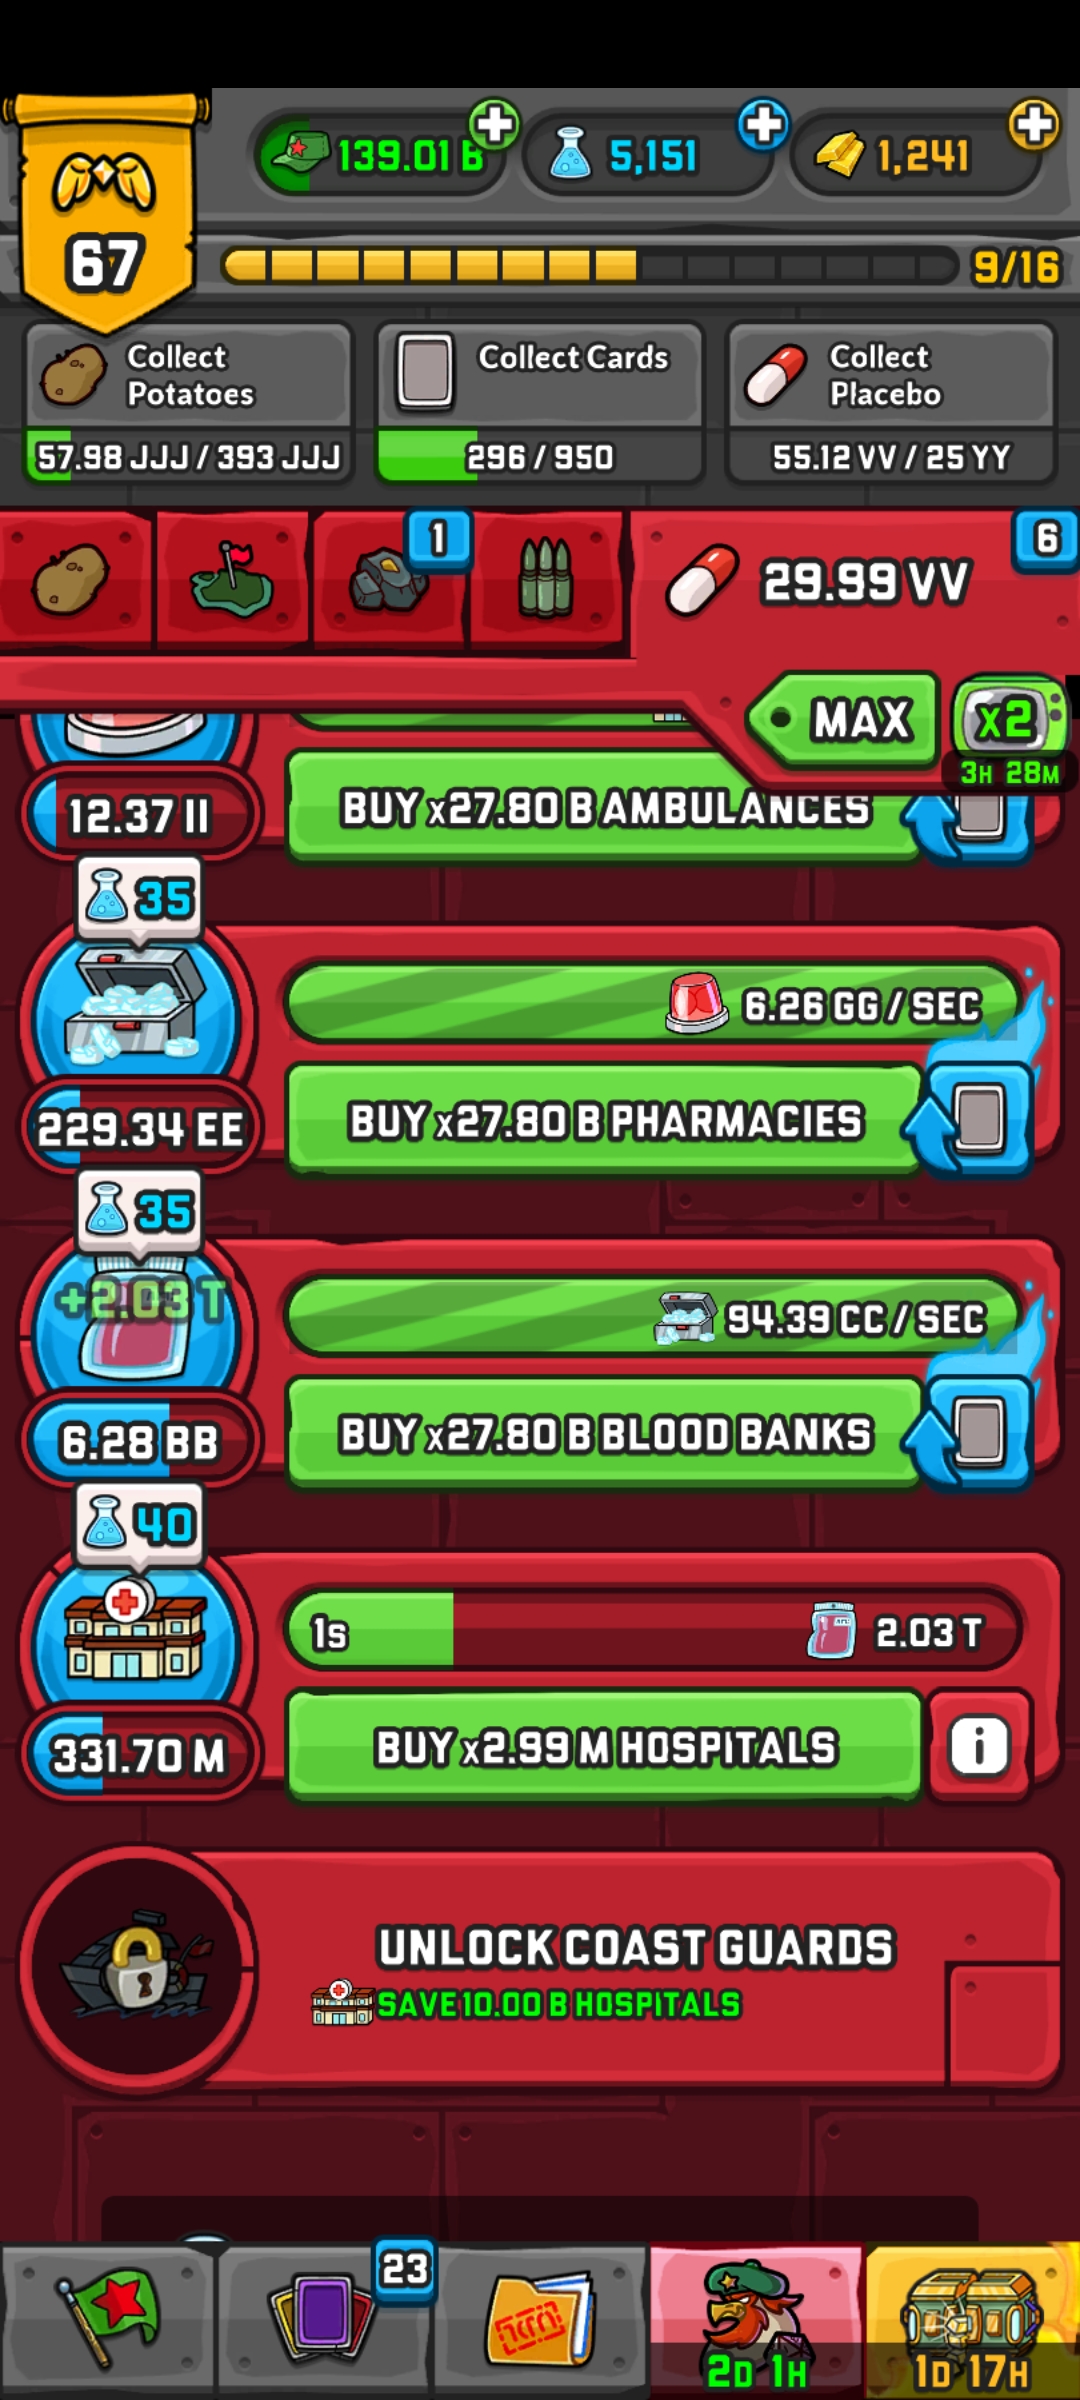 139.01 B
5,151
1,241
67
9/16
Collect Potatoes
57.98 JJJ / 393 JJJ
Collect Cards
296 / 950
Collect Placebo
55.12 VV / 25 YY
1
29.99 VV
6
MAX
x2
3H 28M
12.37 II
BUY x27.80 B AMBULANCES
35
6.26 GG / SEC
229.34 EE
BUY x27.80 B PHARMACIES
35
+2.03 T
94.39 CC / SEC
6.28 BB
BUY x27.80 B BLOOD BANKS
40
1s
2.03 T
331.70 M
BUY x2.99 M HOSPITALS
i
UNLOCK COAST GUARDS
SAVE 10.00 B HOSPITALS
23
2D 1H
1D 17H